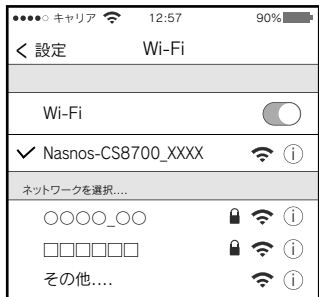 ●●●●○ キャリア 12:57 90%
設定 Wi-Fi
Wi-Fi
Nasnos-CS8700_XXXX
ネットワークを選択....
○○○○_○○
□□□□□□
その他....